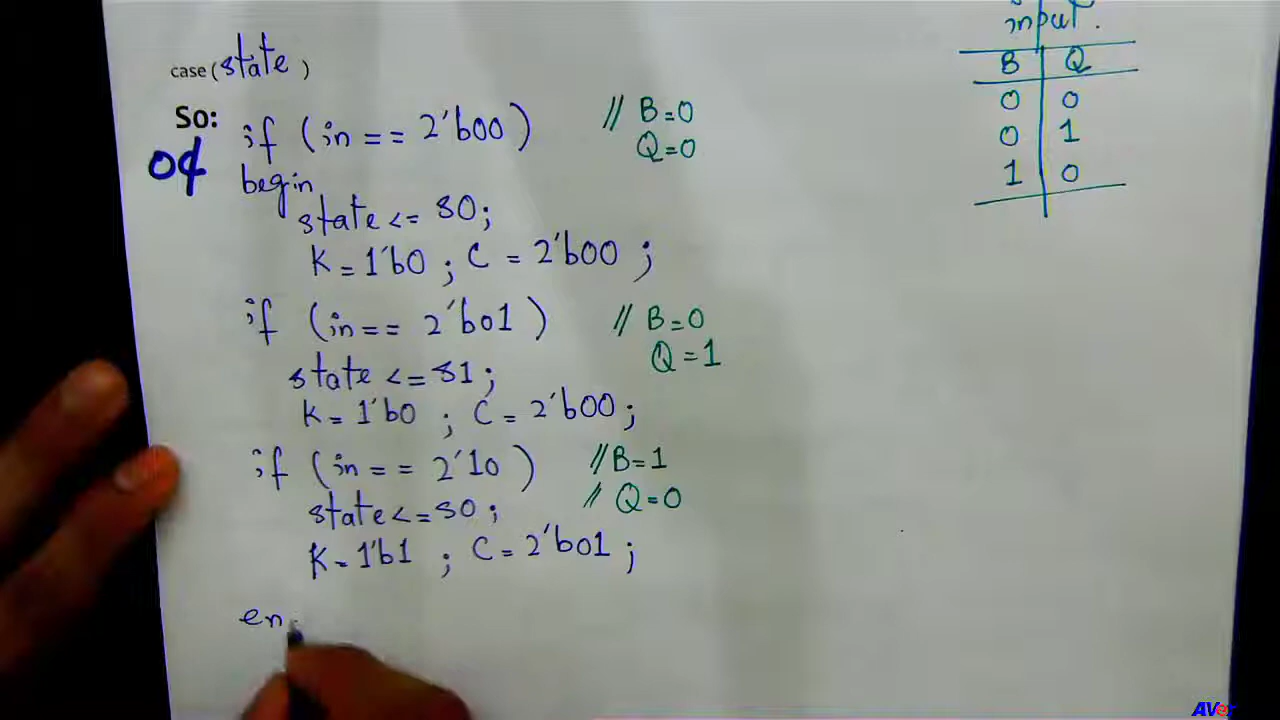 case(state)
So:
0¢
if (in == 2'b00) // B=0
Q=0
begin
state <= S0;
K = 1'b0 ; C = 2'b00 ;
if (in == 2'b01) // B=0
Q=1
state <= S1;
K = 1'b0 ; C = 2'b00 ;
if (in == 2'10) // B=1
state <= S0; // Q=0
K = 1'b1 ; C = 2'b01 ;
en
input.
B Q
0 0
0 1
1 0
AVer